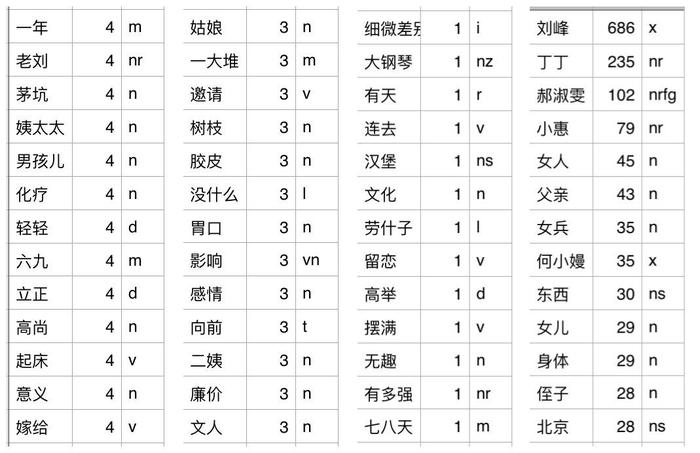 一年 4 m
老刘 4 nr
茅坑 4 n
姨太太 4 n
男孩儿 4 n
化疗 4 n
轻轻 4 d
六九 4 m
立正 4 d
高尚 4 n
起床 4 v
意义 4 n
嫁给 4 v
姑娘 3 n
一大堆 3 m
邀请 3 v
树枝 3 n
胶皮 3 n
没什么 3 l
胃口 3 n
影响 3 vn
感情 3 n
向前 3 t
二姨 3 n
廉价 3 n
文人 3 n
细微差别 1 i
大钢琴 1 nz
有天 1 r
连去 1 v
汉堡 1 ns
文化 1 n
劳什子 1 l
留恋 1 v
高举 1 d
摆满 1 v
无趣 1 n
有多强 1 nr
七八天 1 m
刘峰 686 x
丁丁 235 nr
郝淑雯 102 nrfg
小惠 79 nr
女人 45 n
父亲 43 n
女兵 35 n
何小嫚 35 x
东西 30 ns
女儿 29 n
身体 29 n
侄子 28 n
北京 28 ns